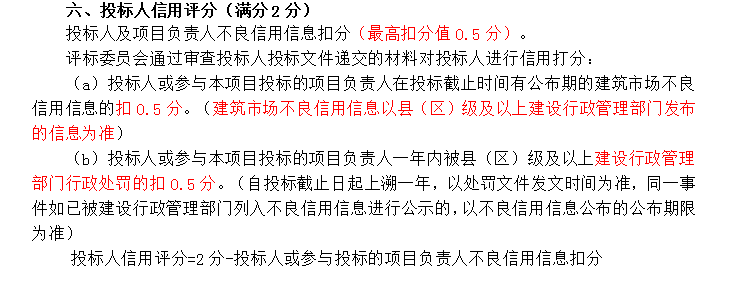 六、投标人信用评分（满分2分）
投标人及项目负责人不良信用信息扣分（最高扣分值0.5分）。
评标委员会通过审查投标人投标文件递交的材料对投标人进行信用打分：
（a）投标人或参与本项目投标的项目负责人在投标截止时间有公布期的建筑市场不良
信用信息的扣0.5分。（建筑市场不良信用信息以县（区）级及以上建设行政管理部门发布
的信息为准）
（b）投标人或参与本项目投标的项目负责人一年内被县（区）级及以上建设行政管理
部门行政处罚的扣0.5分。（自投标截止日起上溯一年，以处罚文件发文时间为准，同一事
件如已被建设行政管理部门列入不良信用信息进行公示的，以不良信用信息公布的公布期限
为准）
投标人信用评分=2分-投标人或参与投标的项目负责人不良信用信息扣分